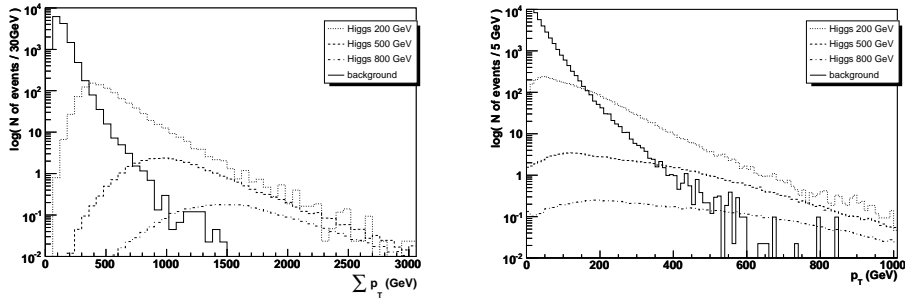 log( N of events / 30GeV)
10^4
10^3
10^2
10
1
10^-1
10^-2
0 500 1000 1500 2000 2500 3000
∑ p_T (GeV)
Higgs 200 GeV
Higgs 500 GeV
Higgs 800 GeV
background
log( N of events / 5 GeV )
10^4
10^3
10^2
10
1
10^-1
10^-2
0 200 400 600 800 1000
p_T (GeV)
Higgs 200 GeV
Higgs 500 GeV
Higgs 800 GeV
background